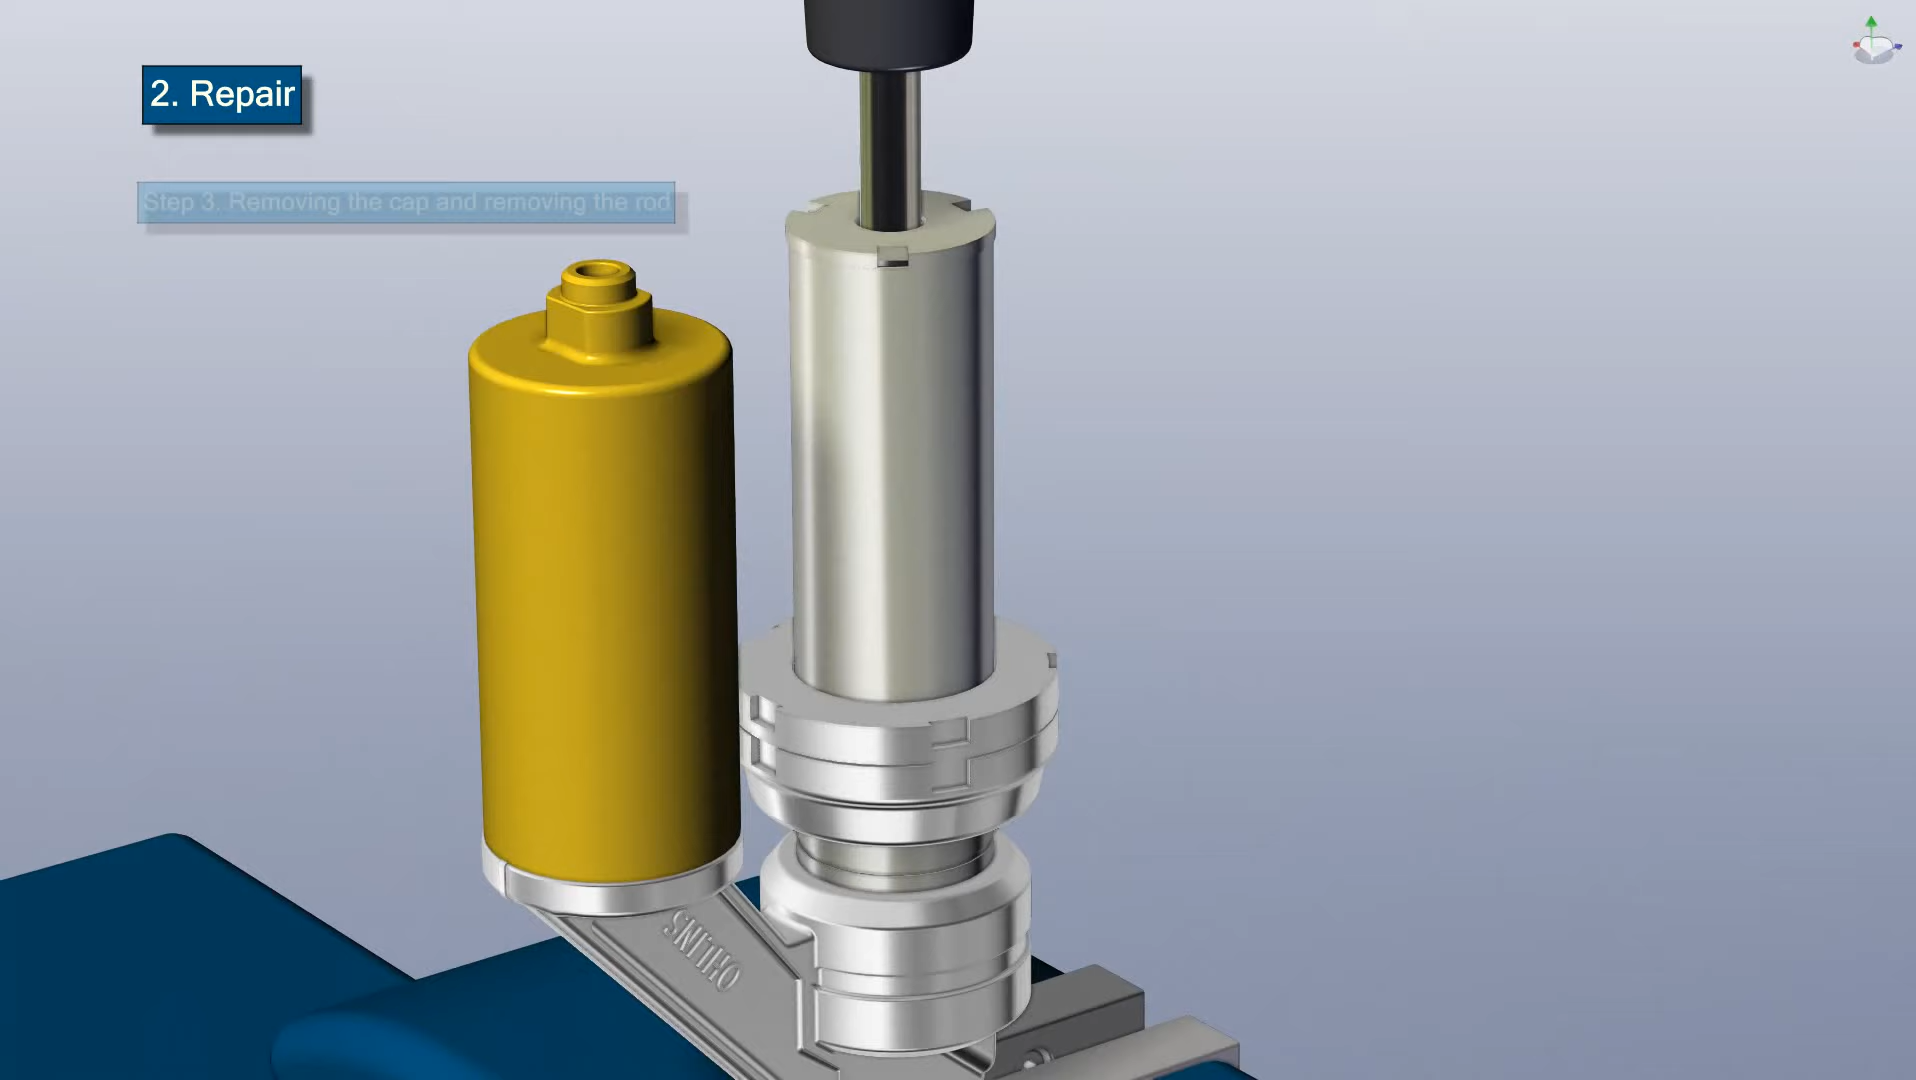 2. Repair
Step 3. Removing the cap and removing the rod
ÖHLINS